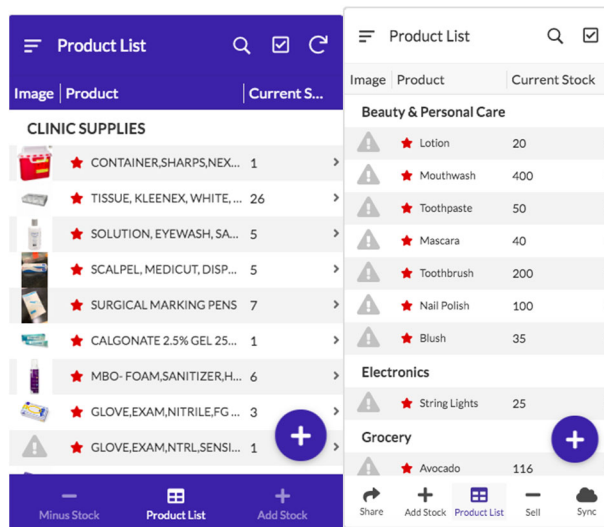 Product List
Image Product Current S...
CLINIC SUPPLIES
CONTAINER,SHARPS,NEX... 1
TISSUE, KLEENEX, WHITE, ... 26
SOLUTION, EYEWASH, SA... 5
SCALPEL, MEDICUT, DISP... 5
SURGICAL MARKING PENS 7
CALGONATE 2.5% GEL 25... 1
MBO- FOAM,SANITIZER,H... 6
GLOVE,EXAM,NITRILE,FG ... 3
GLOVE,EXAM,NTRL,SENSI... 1
Minus Stock Product List Add Stock
Product List
Image Product Current Stock
Beauty & Personal Care
Lotion 20
Mouthwash 400
Toothpaste 50
Mascara 40
Toothbrush 200
Nail Polish 100
Blush 35
Electronics
String Lights 25
Grocery
Avocado 116
Share Add Stock Product List Sell Sync